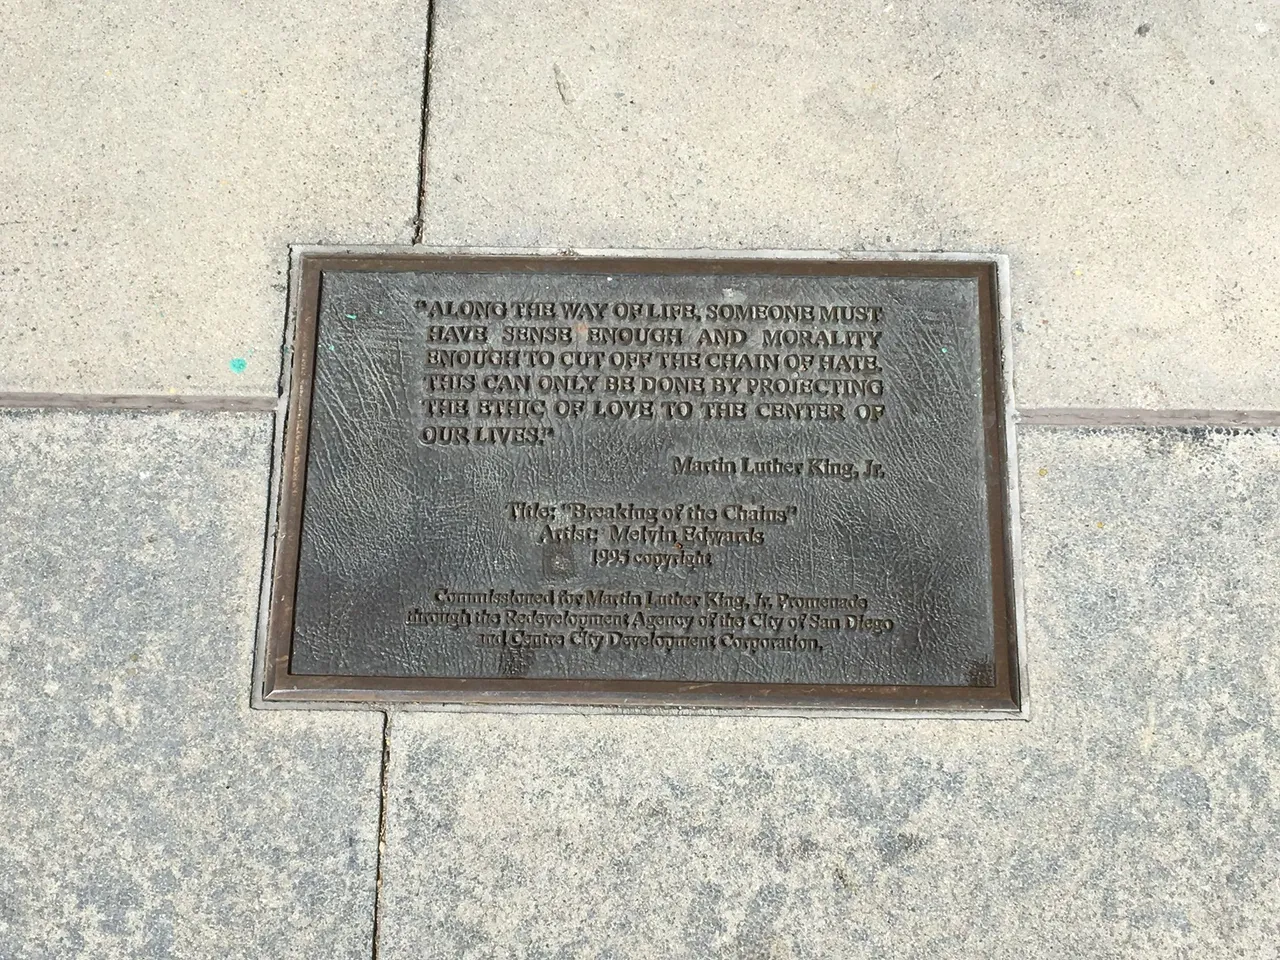 "ALONG THE WAY OF LIFE, SOMEONE MUST
HAVE SENSE ENOUGH AND MORALITY
ENOUGH TO CUT OFF THE CHAIN OF HATE.
THIS CAN ONLY BE DONE BY PROJECTING
THE ETHIC OF LOVE TO THE CENTER OF
OUR LIVES."
Martin Luther King, Jr.
Title: "Breaking of the Chains"
Artist: Melvin Edwards
1995 copyright
Commissioned for Martin Luther King, Jr. Promenade
through the Redevelopment Agency of the City of San Diego
and Centre City Development Corporation.